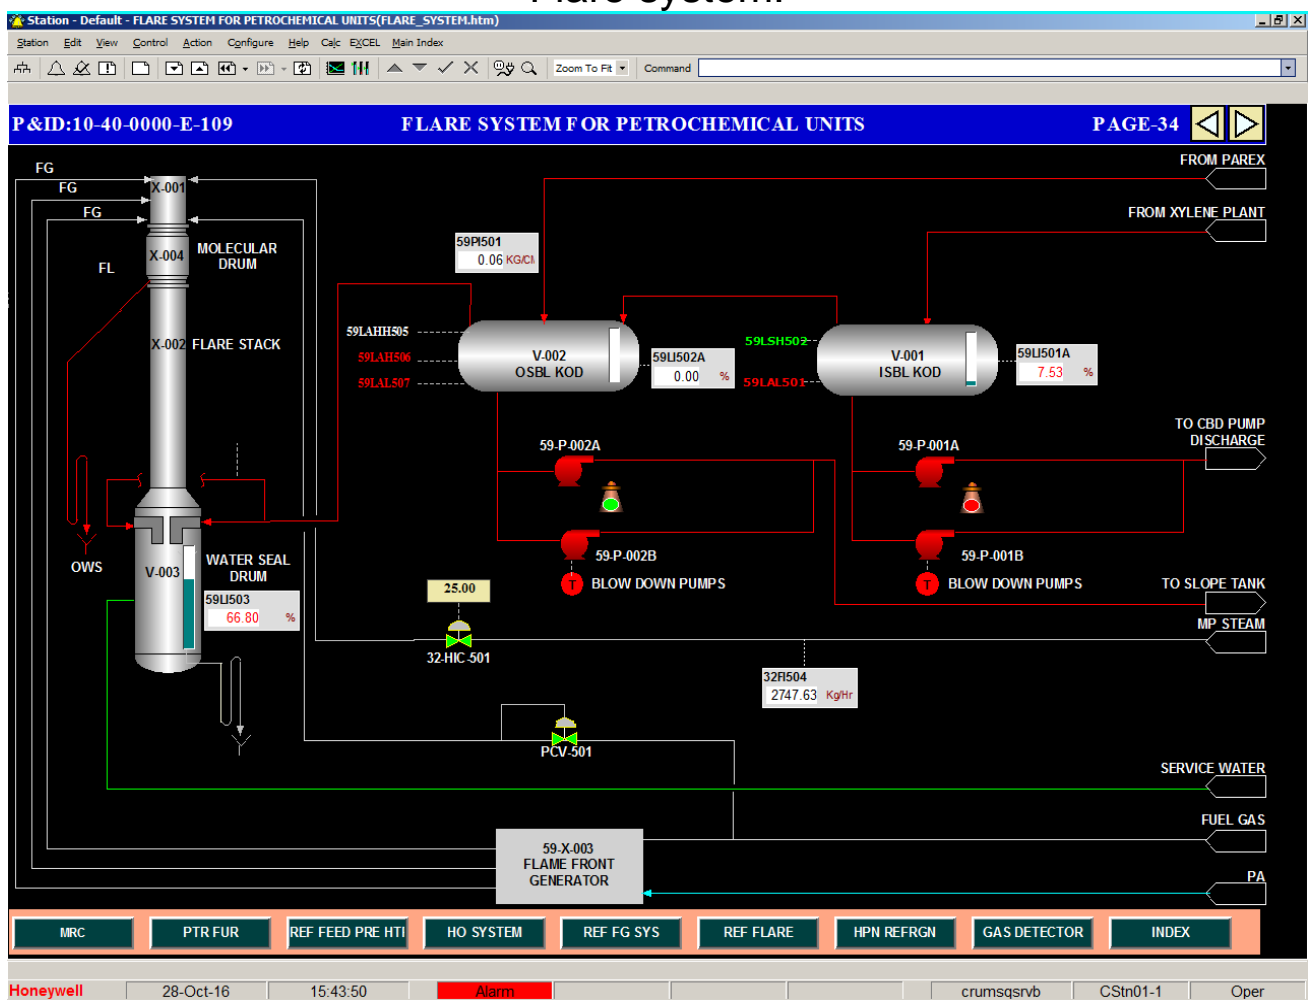 Flare system.
Station - Default - FLARE SYSTEM FOR PETROCHEMICAL UNITS(FLARE_SYSTEM.htm)
Station Edit View Control Action Configure Help Calc EXCEL Main Index
Zoom To Fit Command
P&ID:10-40-0000-E-109 FLARE SYSTEM FOR PETROCHEMICAL UNITS PAGE-34
FROM PAREX
FG
FG
X-001
FG
FROM XYLENE PLANT
59PI501
0.06 KG/C
MOLECULAR
DRUM
X-004
FL
59LAHH505
59LAH506
59LAL507
V-002
OSBL KOD
59LI502A
0.00 %
59LSH502
59LAL501
V-001
ISBL KOD
59LI501A
7.53 %
X-002 FLARE STACK
TO CBD PUMP
DISCHARGE
59-P-002A
59-P-001A
59-P-002B
59-P-001B
T BLOW DOWN PUMPS
T BLOW DOWN PUMPS
OWS
V-003
WATER SEAL
DRUM
59LI503
66.80 %
TO SLOPE TANK
25.00
MP STEAM
32-HIC-501
32FI504
2747.63 Kg/Hr
PCV-501
SERVICE WATER
FUEL GAS
59-X-003
FLAME FRONT
GENERATOR
PA
MRC PTR FUR REF FEED PRE HTI HO SYSTEM REF FG SYS REF FLARE HPN REFRGN GAS DETECTOR INDEX
Honeywell 28-Oct-16 15:43:50 Alarm crumsqsrvb CStn01-1 Oper